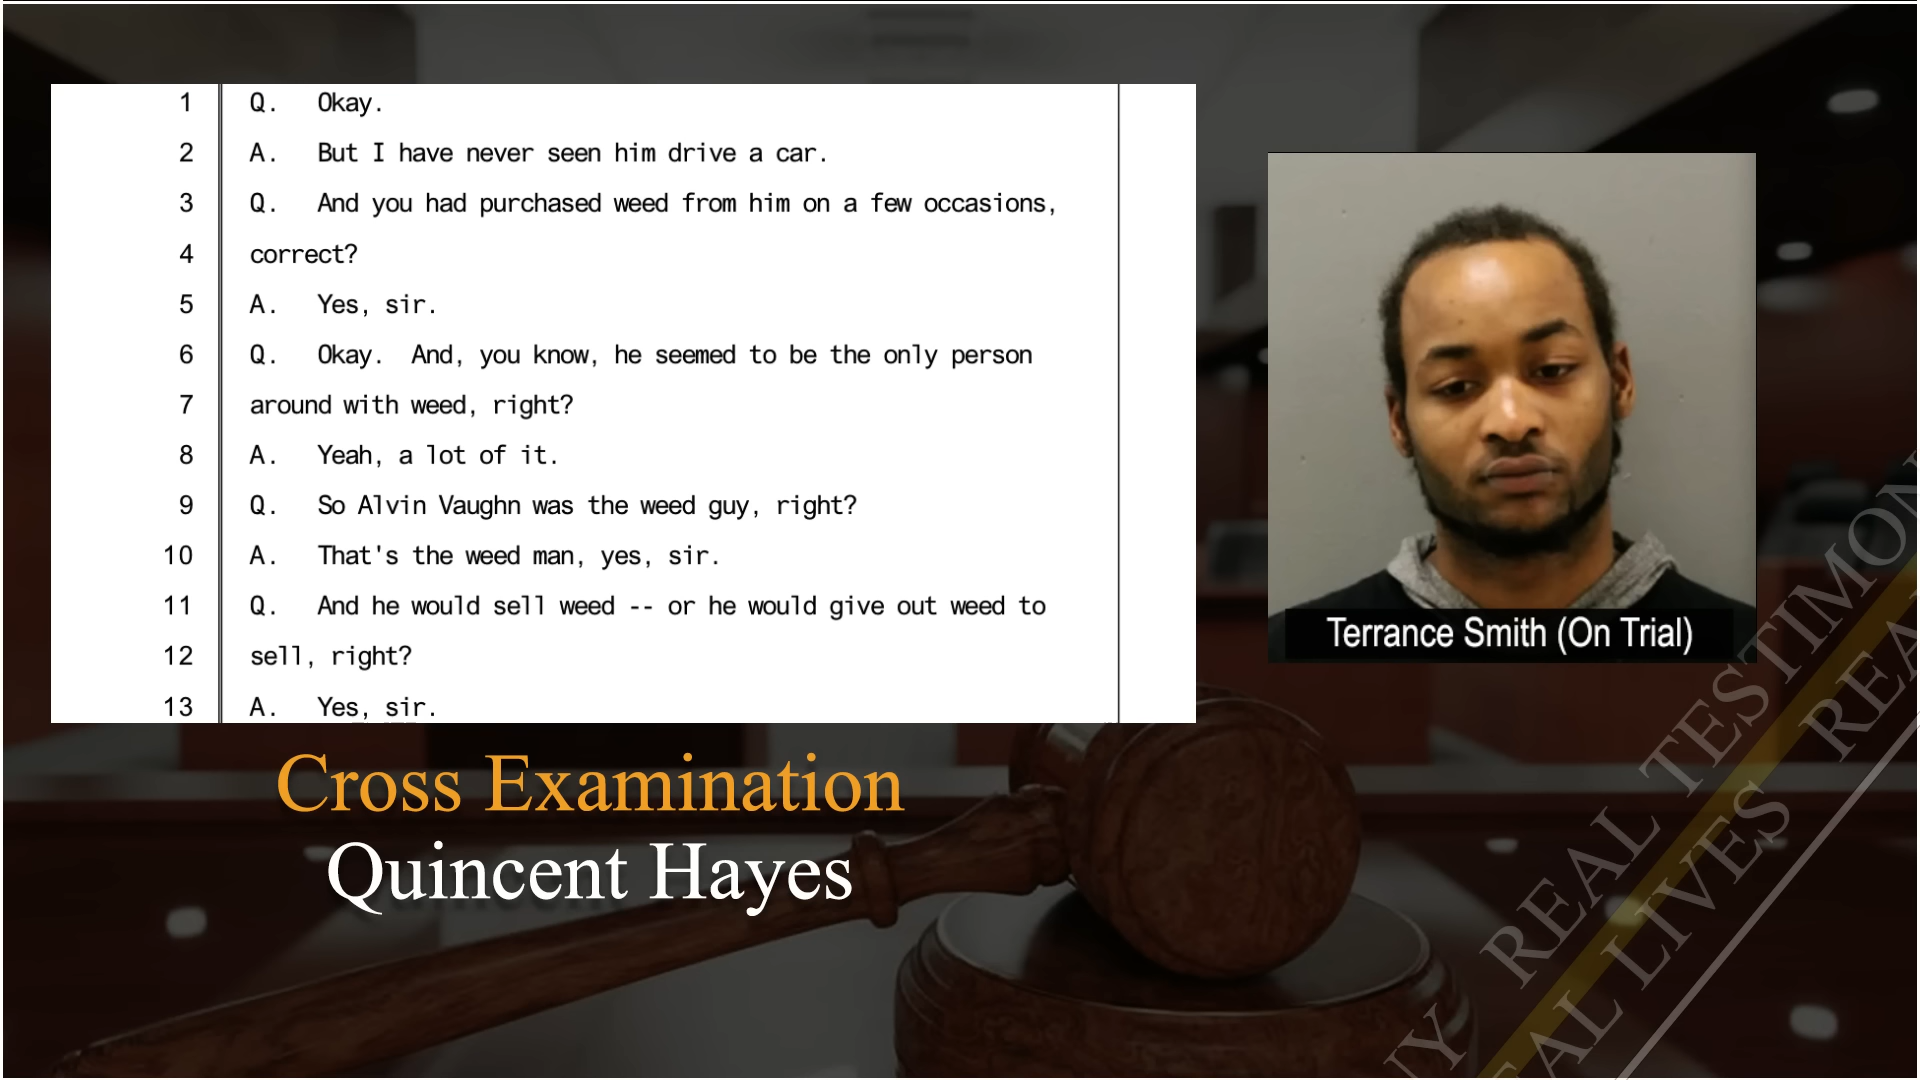 1 Q. Okay.
2 A. But I have never seen him drive a car.
3 Q. And you had purchased weed from him on a few occasions,
4 correct?
5 A. Yes, sir.
6 Q. Okay. And, you know, he seemed to be the only person
7 around with weed, right?
8 A. Yeah, a lot of it.
9 Q. So Alvin Vaughn was the weed guy, right?
10 A. That's the weed man, yes, sir.
11 Q. And he would sell weed -- or he would give out weed to
12 sell, right?
13 A. Yes, sir.
Terrance Smith (On Trial)
Cross Examination
Quincent Hayes
REAL TESTIMON
LIVES REA